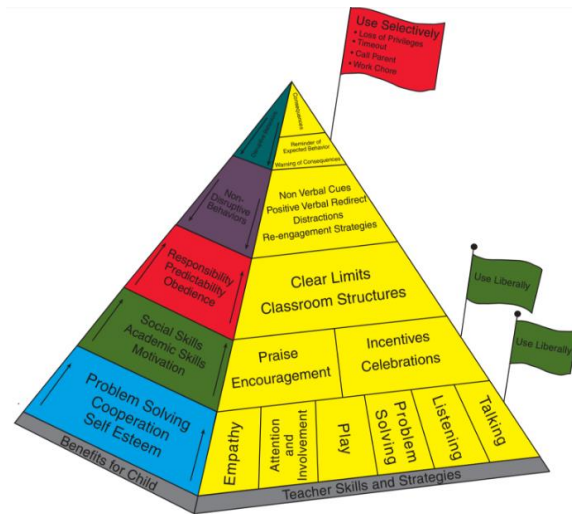 Use Selectively
• Loss of Privileges
• Timeout
• Call Parent
• Work Chore
Consequences
Reminder of
Expected Behavior
Warning of Consequences
Non-
Disruptive
Behaviors
Non Verbal Cues
Positive Verbal Redirect
Distractions
Re-engagement Strategies
Responsibility
Predictability
Obedience
Clear Limits
Classroom Structures
Use Liberally
Use Liberally
Social Skills
Academic Skills
Motivation
Praise
Encouragement
Incentives
Celebrations
Problem Solving
Cooperation
Self Esteem
Empathy
Attention
and
Involvement
Play
Problem
Solving
Listening
Talking
Benefits for Child
Teacher Skills and Strategies